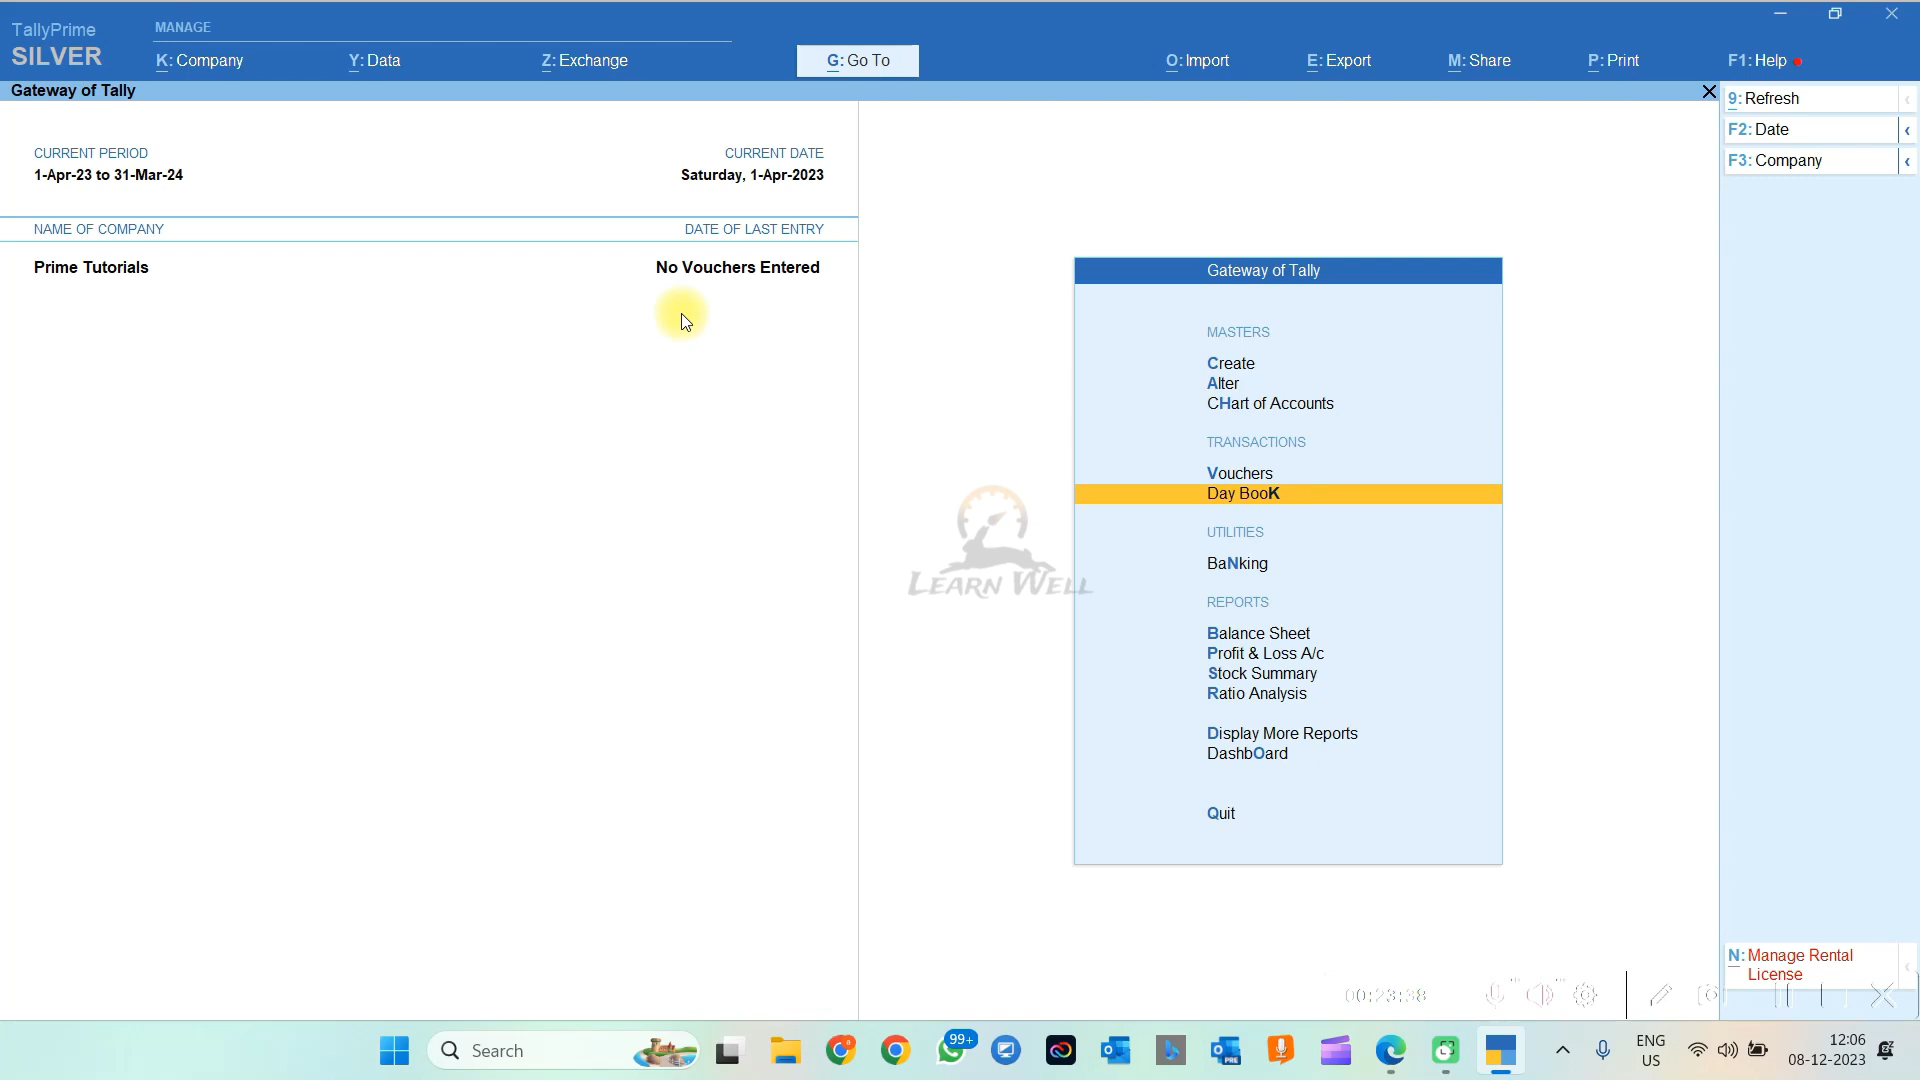 TallyPrime
SILVER
MANAGE
K: Company
Y: Data
Z: Exchange
G: Go To
O: Import
E: Export
M: Share
P: Print
F1: Help
Gateway of Tally
CURRENT PERIOD
1-Apr-23 to 31-Mar-24
CURRENT DATE
Saturday, 1-Apr-2023
NAME OF COMPANY
DATE OF LAST ENTRY
Prime Tutorials
No Vouchers Entered
Gateway of Tally
MASTERS
Create
Alter
CHart of Accounts
TRANSACTIONS
Vouchers
Day BooK
UTILITIES
BaNking
REPORTS
Balance Sheet
Profit & Loss A/c
Stock Summary
Ratio Analysis
Display More Reports
DashbOard
Quit
LEARN WELL
9: Refresh
F2: Date
F3: Company
N: Manage Rental
License
00:23:38
Search
99+
PRE
ENG
US
12:06
08-12-2023